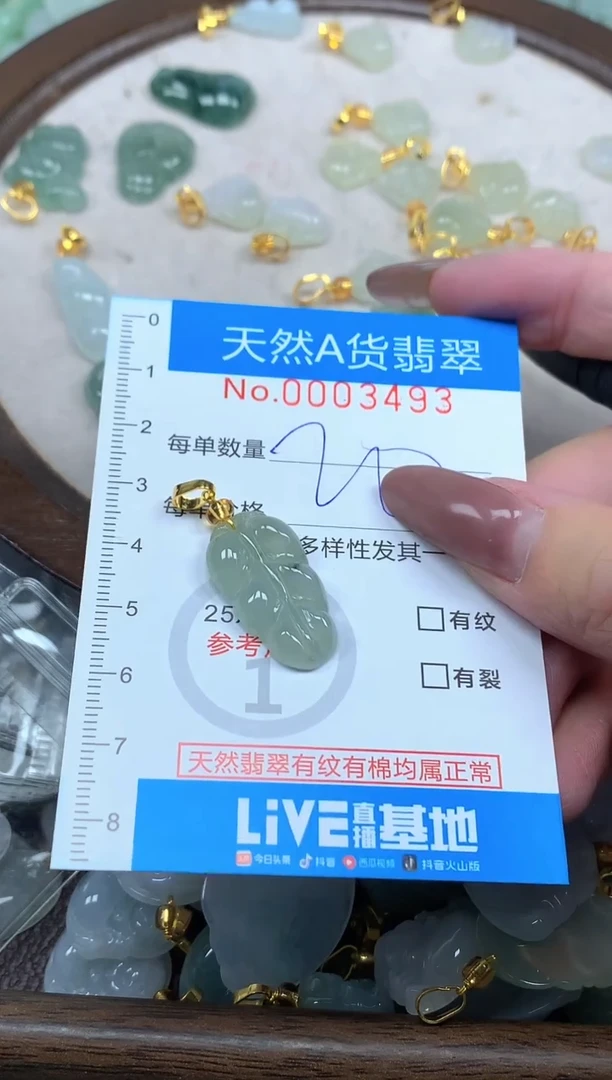 天然A货翡翠
No.0003493
每单数量
多样性发其一
25
参考
有纹
有裂
1
天然翡翠有纹有棉均属正常
LiVE直播基地
今日头条 抖音 西瓜视频 抖音火山版
0
1
2
3
4
5
6
7
8